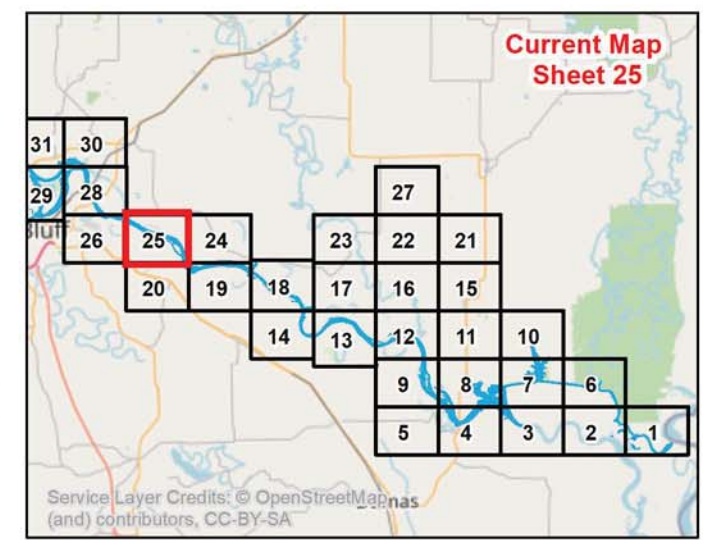 Current Map
Sheet 25
31 30
29 28 27
Bluff 26 25 24 23 22 21
20 19 18 17 16 15
14 13 12 11 10
9 8 7 6
5 4 3 2 1
Service Layer Credits: © OpenStreetMap
(and) contributors, CC-BY-SA